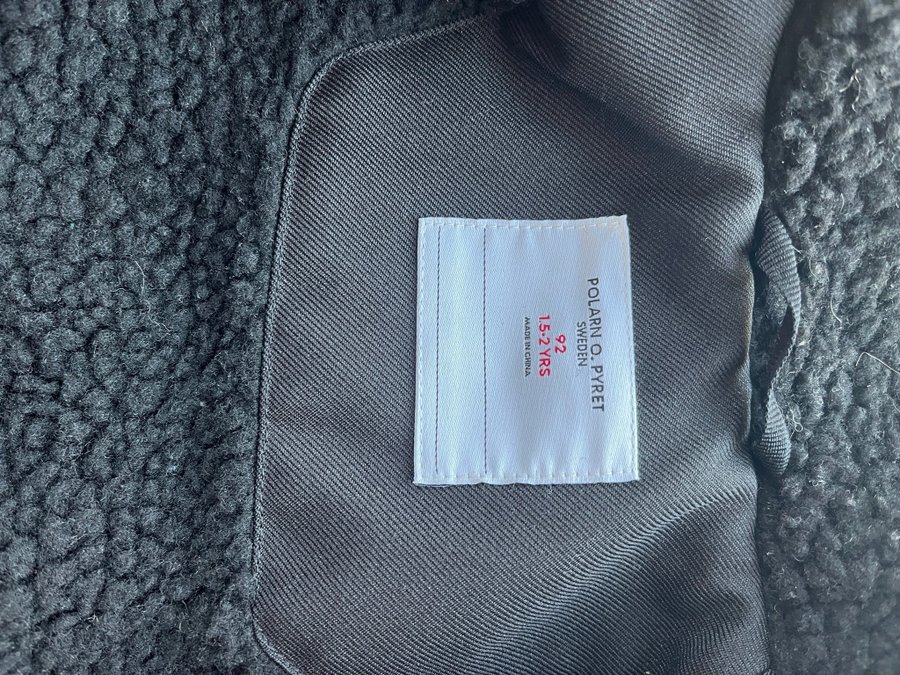 POLARN O. PYRET
SWEDEN
92
1.5-2 YRS
MADE IN CHINA